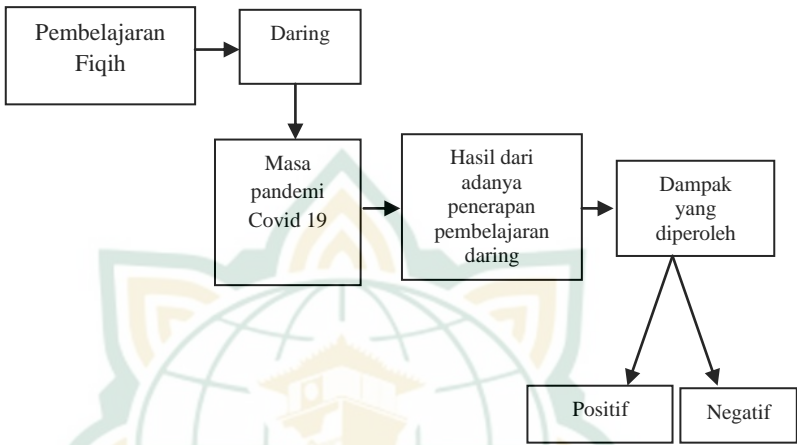 Pembelajaran
Fiqih
Daring
Masa
pandemi
Covid 19
Hasil dari
adanya
penerapan
pembelajaran
daring
Dampak
yang
diperoleh
Positif
Negatif